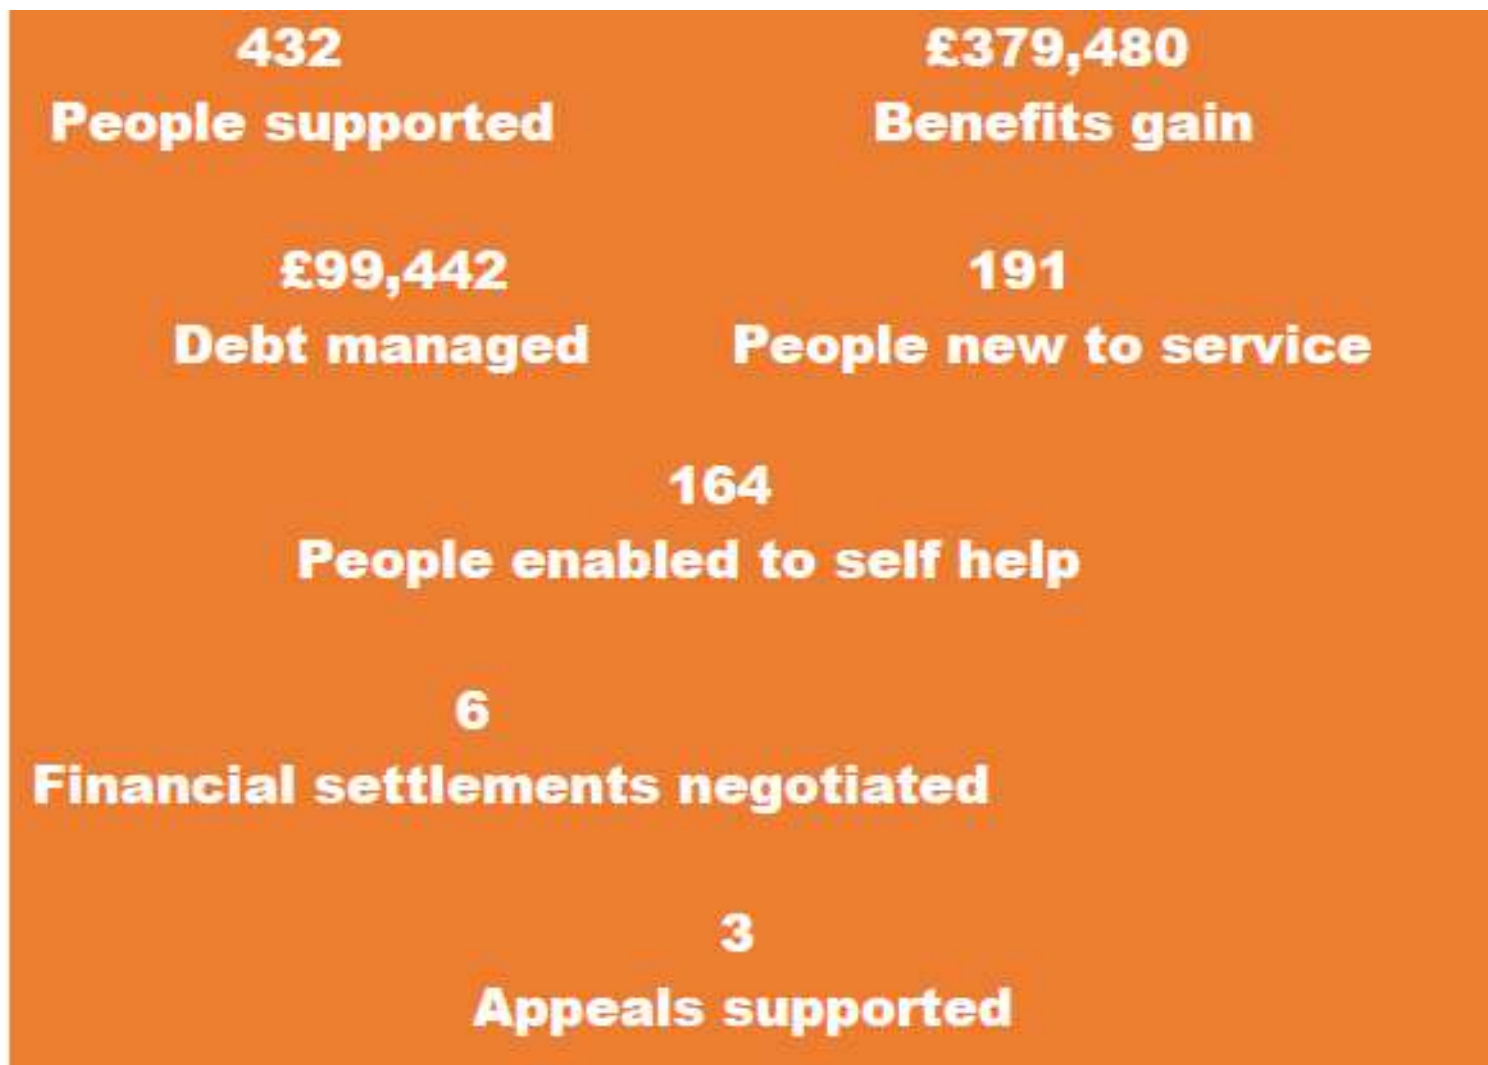 432
People supported
£379,480
Benefits gain
£99,442
Debt managed
191
People new to service
164
People enabled to self help
6
Financial settlements negotiated
3
Appeals supported